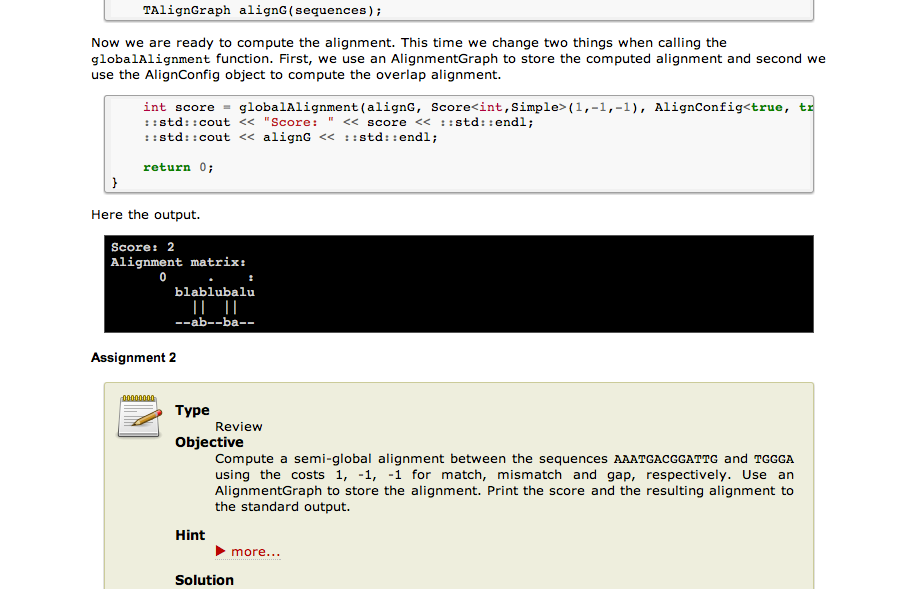 TAlignGraph alignG(sequences);
Now we are ready to compute the alignment. This time we change two things when calling the
globalAlignment function. First, we use an AlignmentGraph to store the computed alignment and second we
use the AlignConfig object to compute the overlap alignment.
int score = globalAlignment(alignG, Score<int,Simple>(1,-1,-1), AlignConfig<true, tr
::std::cout << "Score: " << score << ::std::endl;
::std::cout << alignG << ::std::endl;
return 0;
}
Here the output.
Score: 2
Alignment matrix:
0 . :
blablubalu
|| ||
--ab--ba--
Assignment 2
Type
Review
Objective
Compute a semi-global alignment between the sequences AAATGACGGATTG and TGGGA
using the costs 1, -1, -1 for match, mismatch and gap, respectively. Use an
AlignmentGraph to store the alignment. Print the score and the resulting alignment to
the standard output.
Hint
more...
Solution